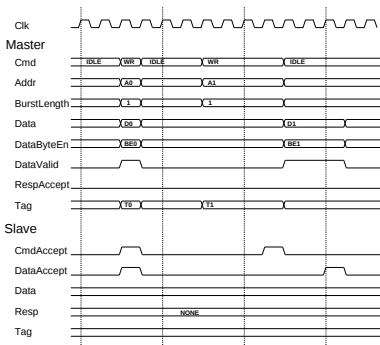 Clk
Master
Cmd IDLE WR IDLE WR IDLE
Addr A0 A1
BurstLength 1 1
Data D0 D1
DataByteEn BE0 BE1
DataValid
RespAccept
Tag T0 T1
Slave
CmdAccept
DataAccept
Data
Resp NONE
Tag